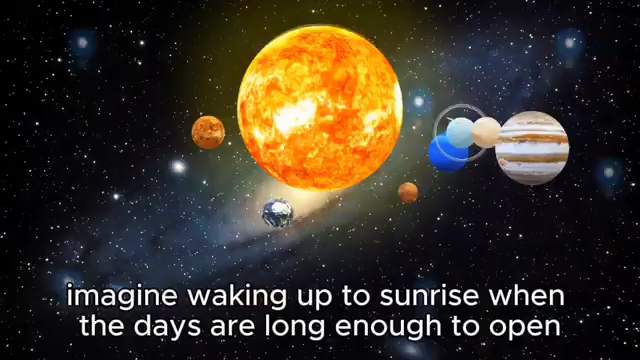 imagine waking up to sunrise when
the days are long enough to open